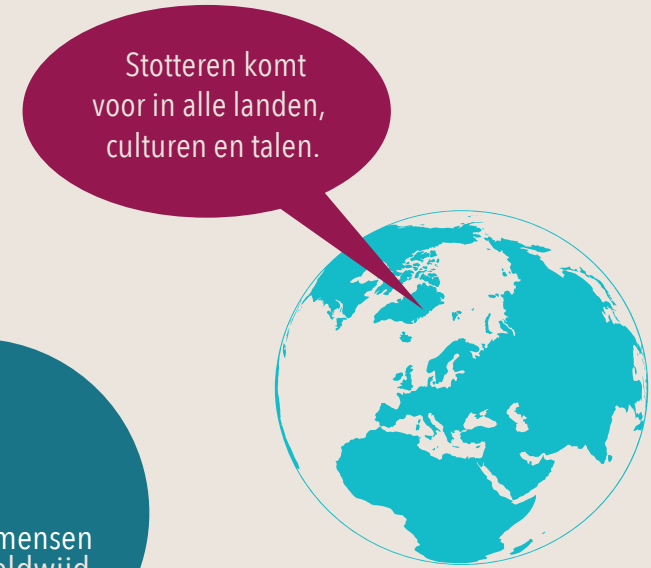 Stotteren komt
voor in alle landen,
culturen en talen.
mensen